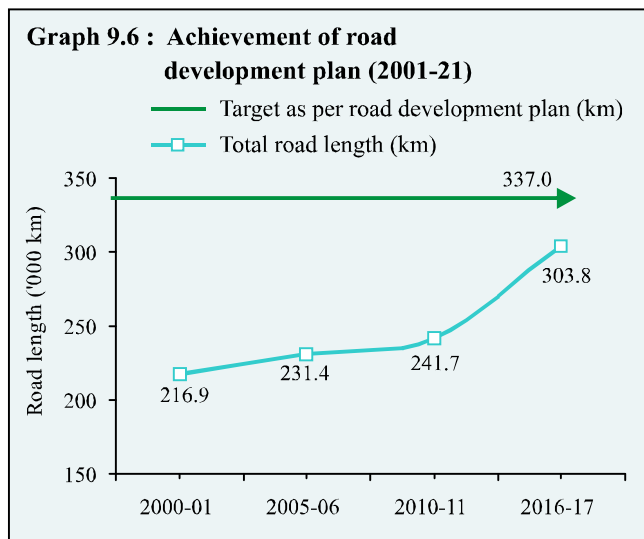 Graph 9.6 : Achievement of road
development plan (2001-21)
Target as per road development plan (km)
Total road length (km)
Road length ('000 km)
350
300
250
200
150
337.0
303.8
241.7
231.4
216.9
2000-01 2005-06 2010-11 2016-17